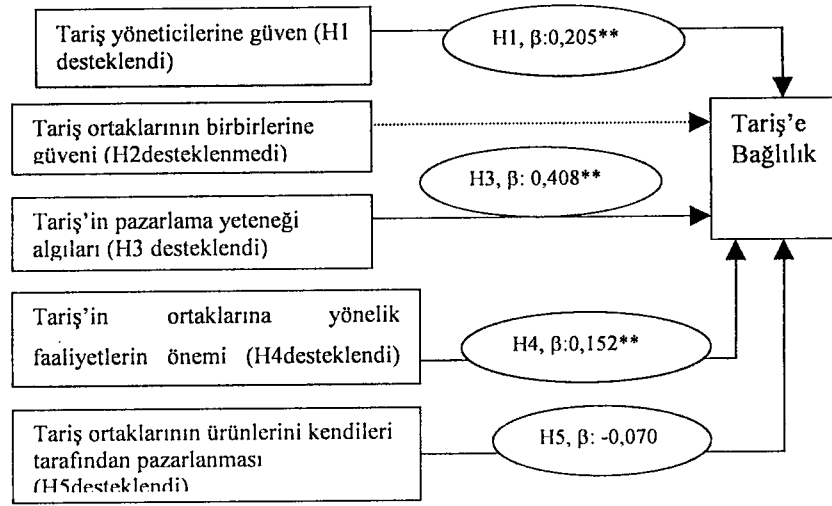 Tariş yöneticilerine güven (H1
desteklendi)
H1, β:0,205**
Tariş ortaklarının birbirlerine
güveni (H2desteklenmedi)
Tariş'e
Bağlılık
H3, β: 0,408**
Tariş'in pazarlama yeteneği
algıları (H3 desteklendi)
Tariş'in ortaklarına yönelik
faaliyetlerin önemi (H4desteklendi)
H4, β:0,152**
Tariş ortaklarının ürünlerini kendileri
tarafından pazarlanması
(H5desteklendi)
H5, β: -0,070